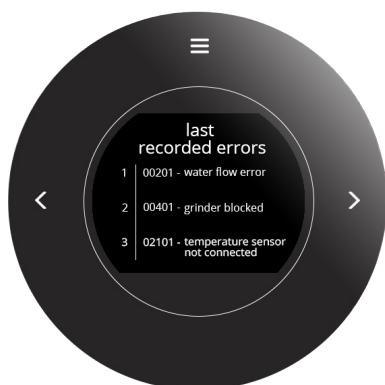 last
recorded errors
1 00201 - water flow error
2 00401 - grinder blocked
3 02101 - temperature sensor
not connected